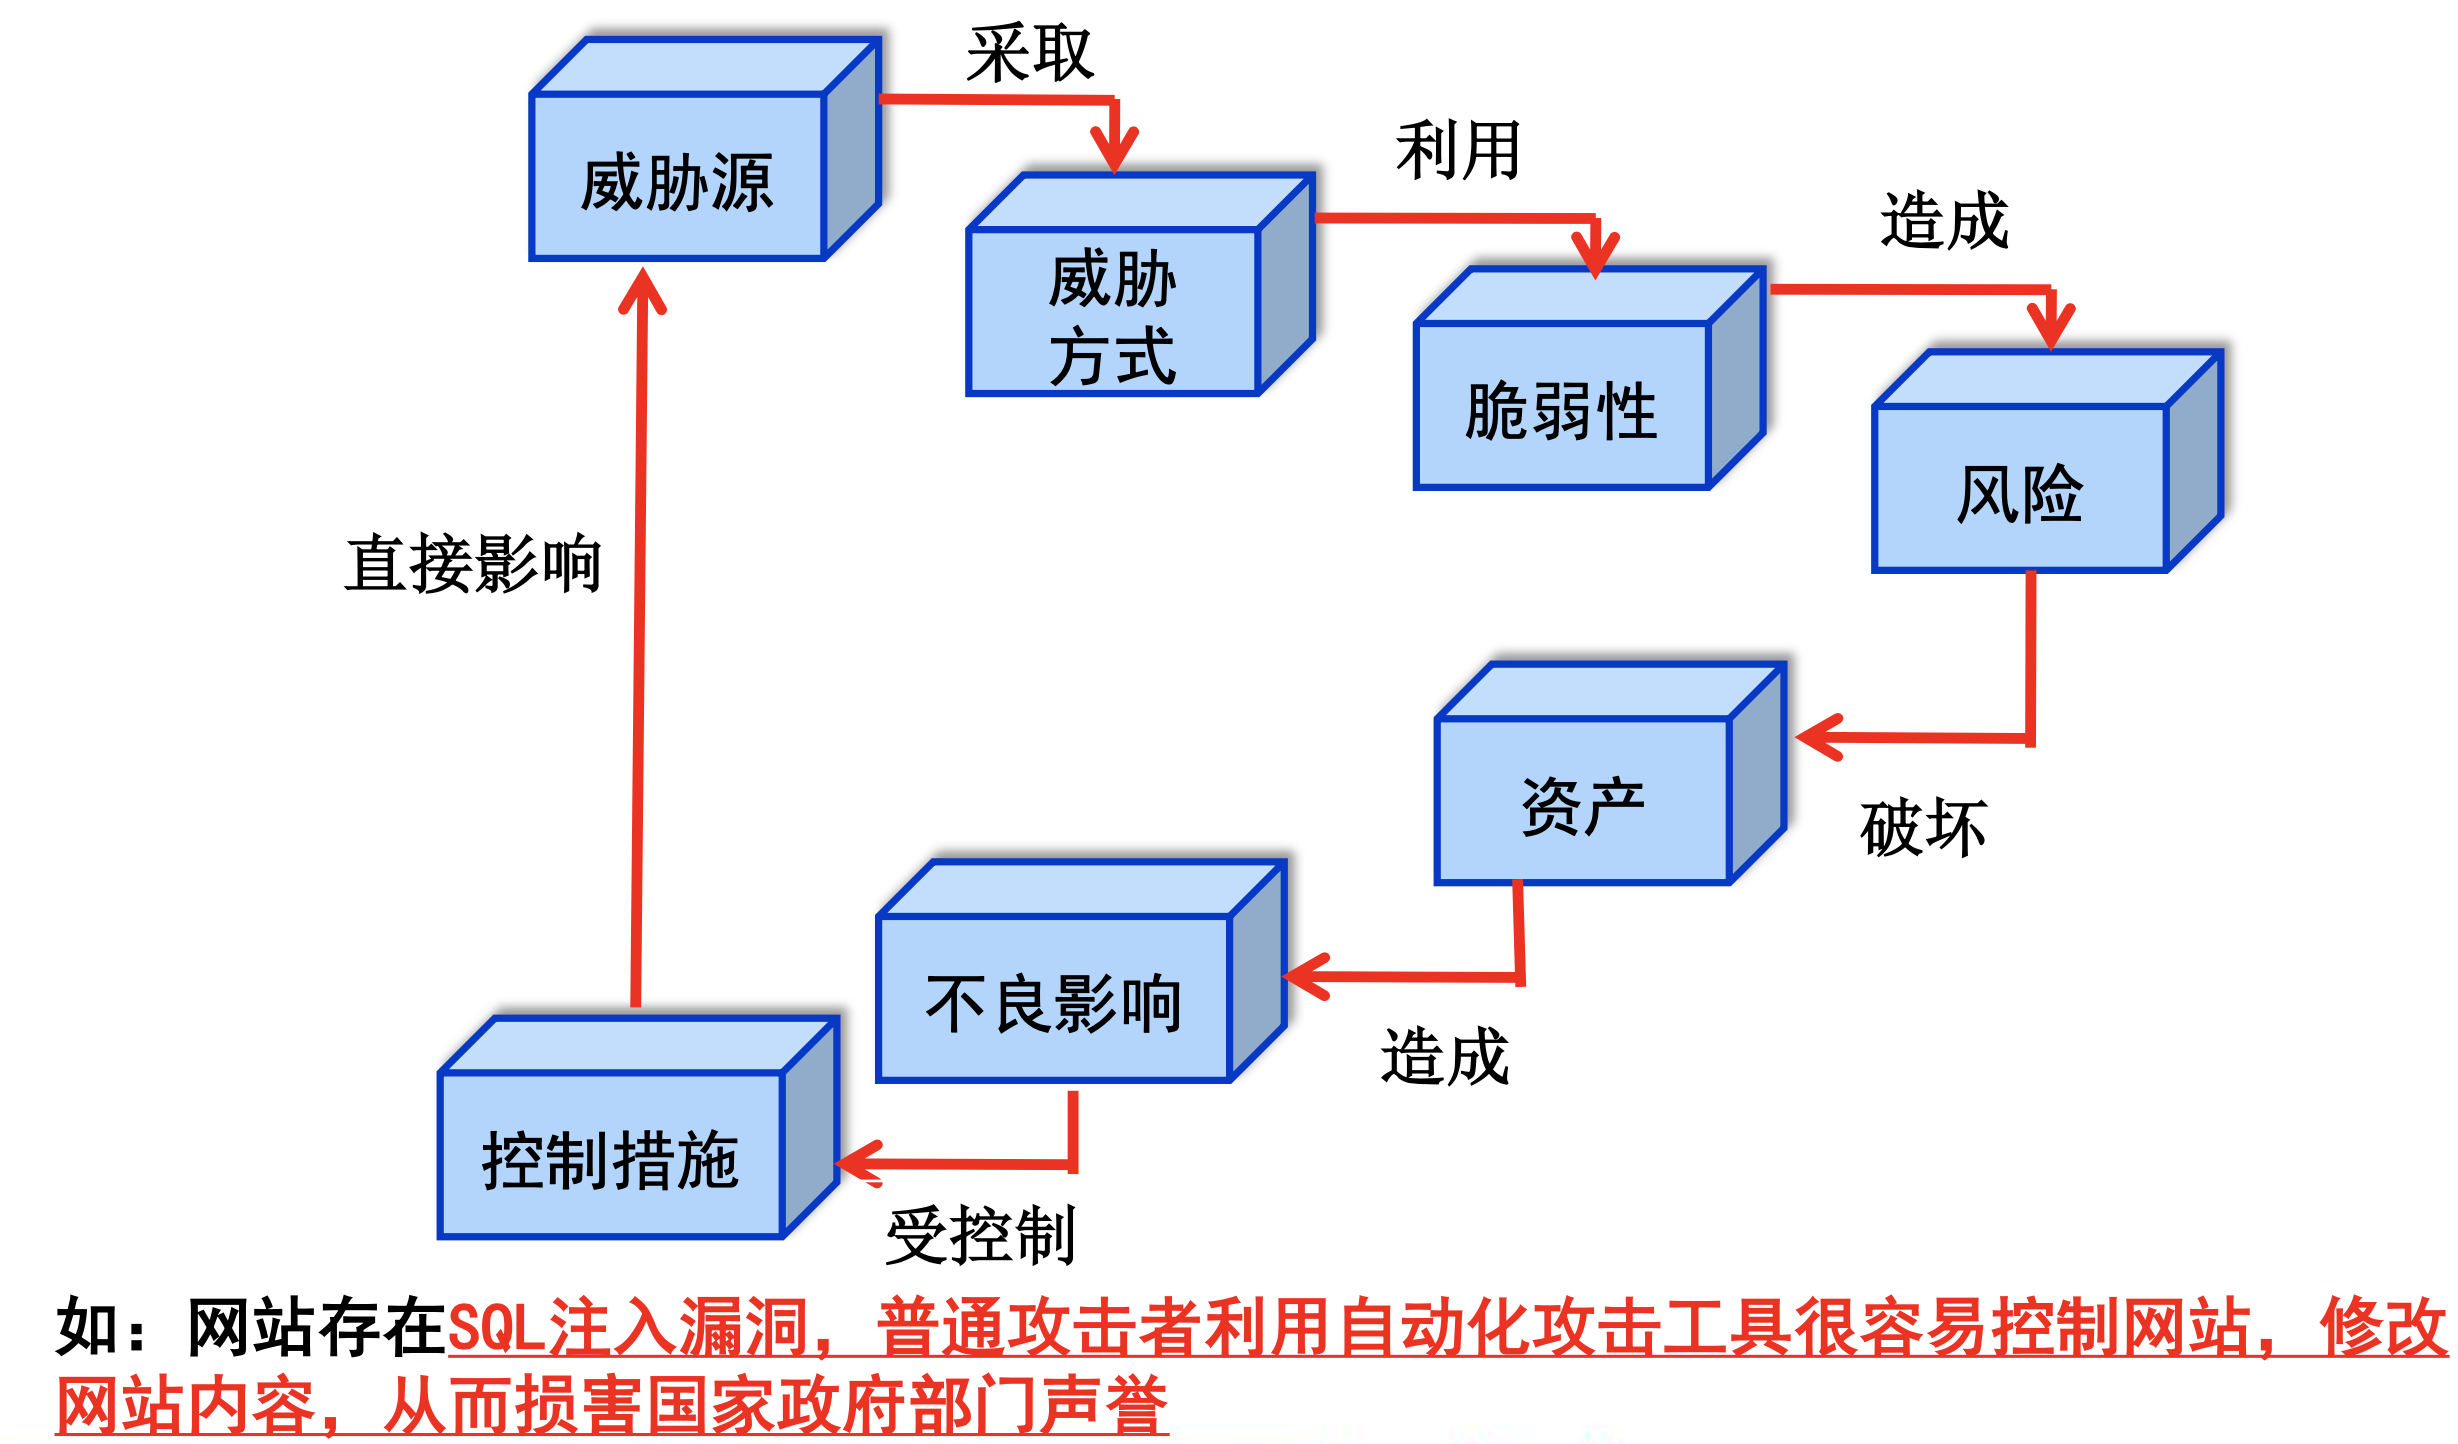 采取
威胁源
利用
威胁
方式
造成
脆弱性
风险
直接影响
资产
破坏
不良影响
造成
控制措施
受控制
如：网站存在SQL注入漏洞，普通攻击者利用自动化攻击工具很容易控制网站，修改
网站内容，从而损害国家政府部门声誉